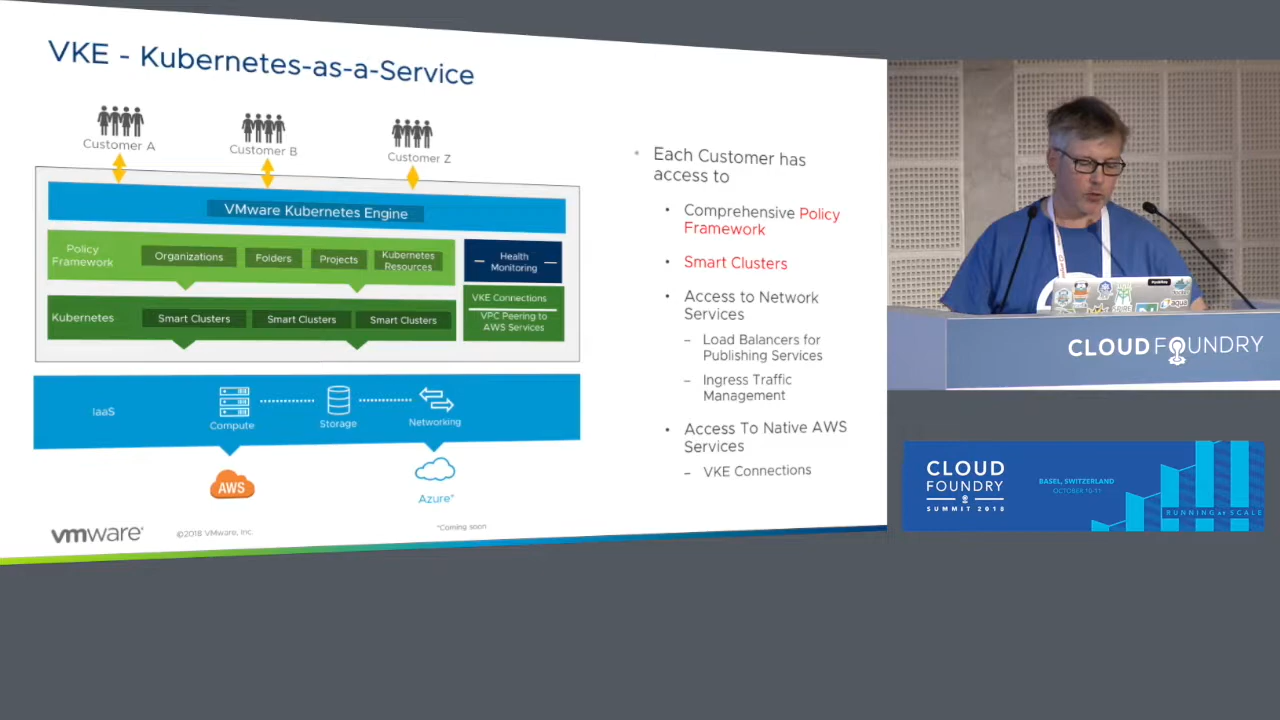 VKE - Kubernetes-as-a-Service
Customer A
Customer B
Customer Z
VMware Kubernetes Engine
Policy
Framework
Organizations
Folders
Projects
Kubernetes
Resources
Health
Monitoring
Kubernetes
Smart Clusters
Smart Clusters
Smart Clusters
VKE Connections
VPC Peering to
AWS Services
IaaS
Compute
Storage
Networking
AWS
Azure*
*Coming soon
vmware®
©2018 VMware, Inc.
• Each Customer has
access to
• Comprehensive Policy
Framework
• Smart Clusters
• Access to Network
Services
– Load Balancers for
Publishing Services
– Ingress Traffic
Management
• Access To Native AWS
Services
– VKE Connections
aqua
CLOUD FOUNDRY
CLOUD
FOUNDRY
SUMMIT 2018
BASEL, SWITZERLAND
OCTOBER 10-11
RUNNING AT SCALE